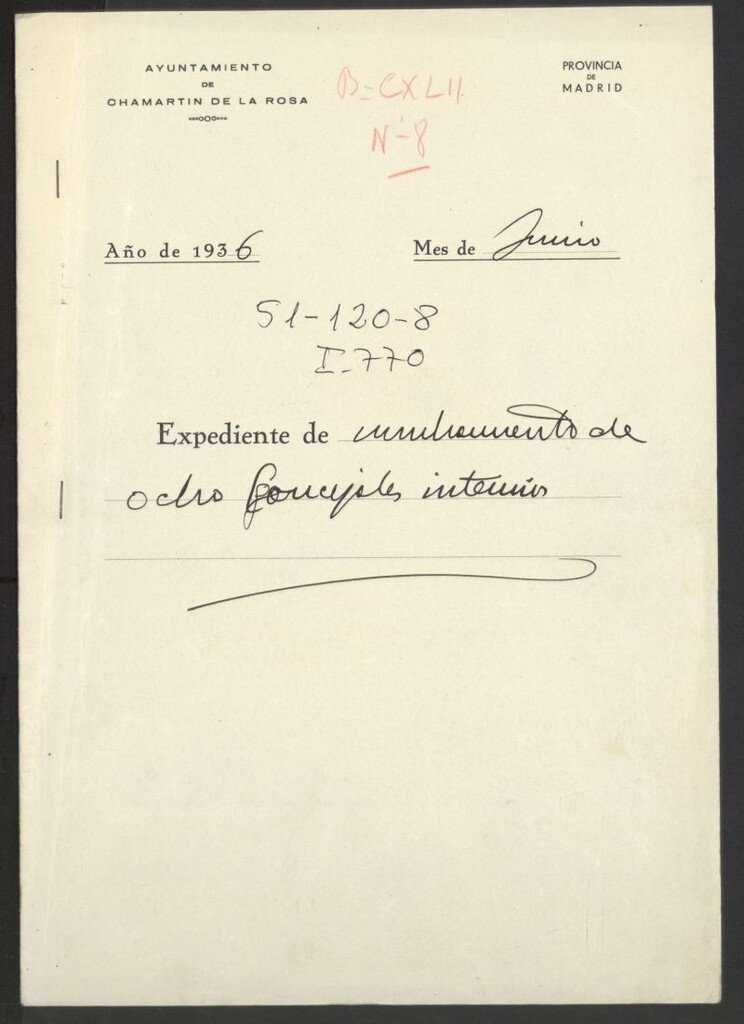 AYUNTAMIENTO
DE
CHAMARTIN DE LA ROSA
B-CXLII
N-8
PROVINCIA
DE
MADRID
Año de 1936
Mes de Junio
51-120-8
I-770
Expediente de nombramiento de
ocho Concejales interinos